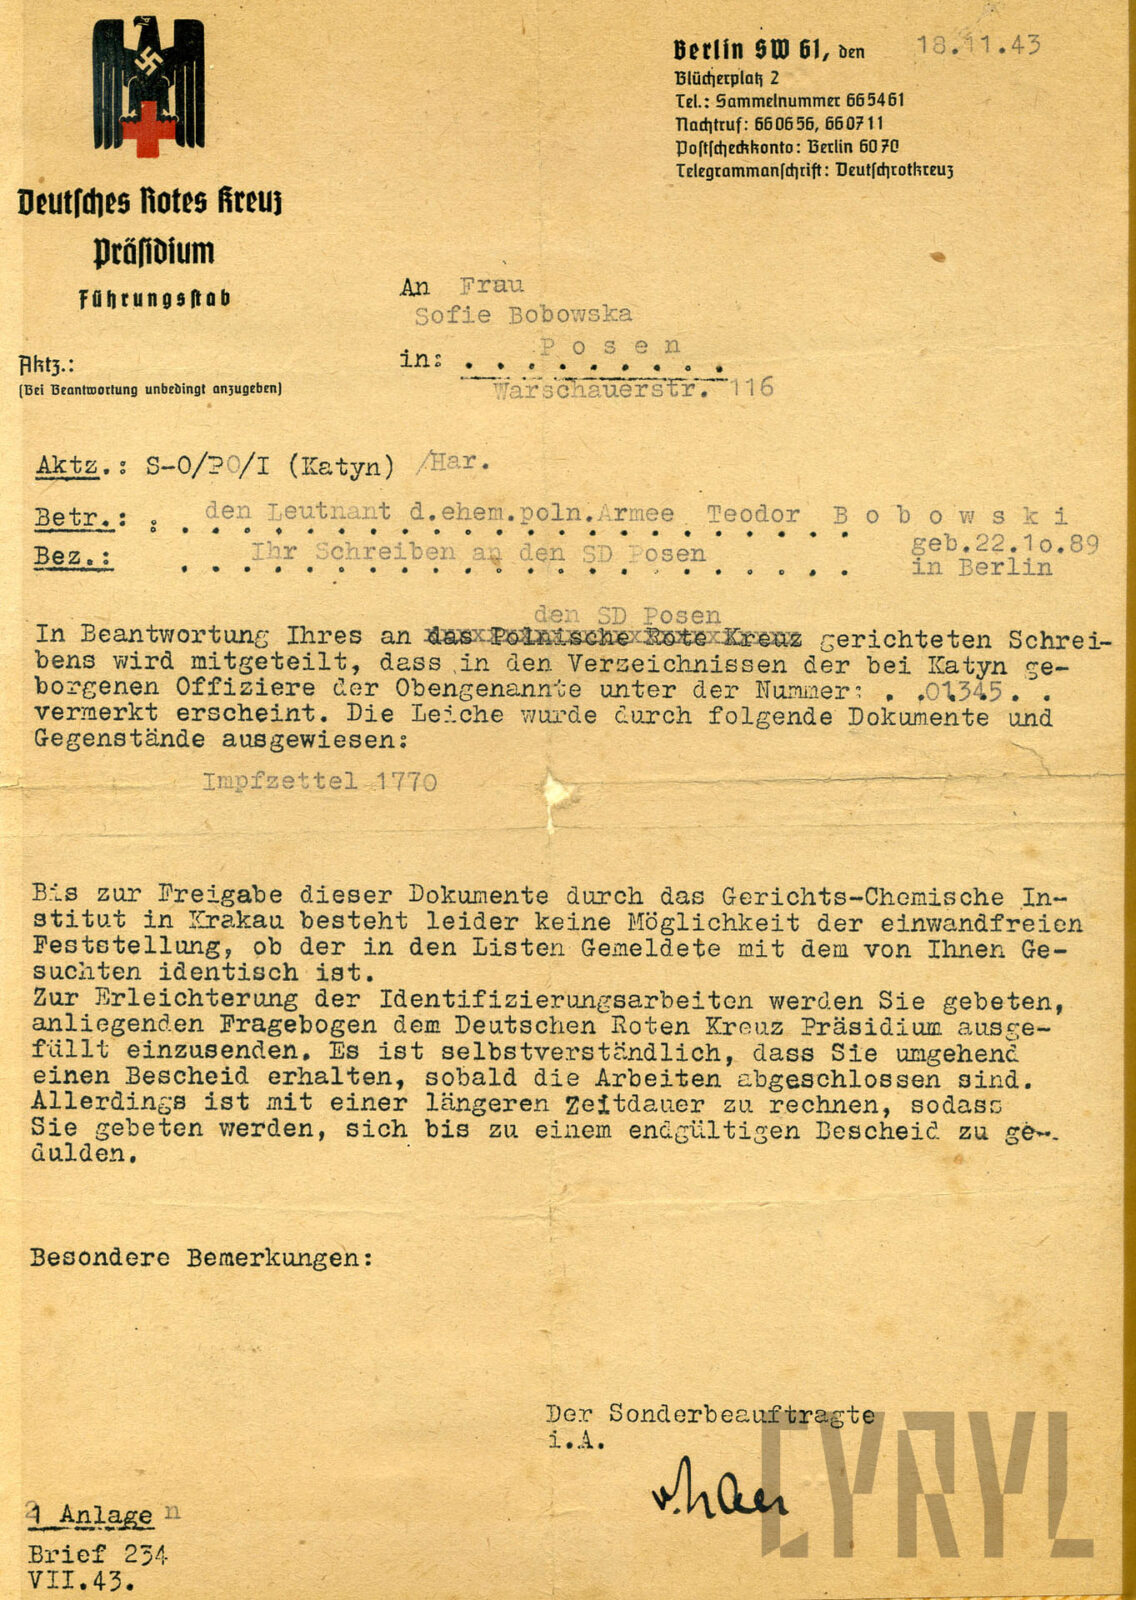 Deutsches Rotes Kreuz
Präsidium
Führungsstab
Berlin SW 61, den 18.11.43
Blücherplatz 2
Tel.: Sammelnummer 665461
Nachtruf: 660656, 660711
Postscheckkonto: Berlin 6070
Telegrammanschrift: Deutschrotkreuz
An Frau
Sofie Bobowska
in: P o s e n
Warschauerstr. 116
Aktz.:
(Bei Beantwortung unbedingt anzugeben)
Aktz.: S-O/PO/I (Katyn) /Har.
Betr.: den Leutnant d.ehem.poln.Armee Teodor B o b o w s k i
geb.22.1o.89
Bez.: Ihr Schreiben an den SD Posen
in Berlin
den SD Posen
In Beantwortung Ihres an das Polnische Rote Kreuz gerichteten Schrei-
bens wird mitgeteilt, dass in den Verzeichnissen der bei Katyn ge-
borgenen Offiziere der Obengenannte unter der Nummer: . .01345. .
vermerkt erscheint. Die Leiche wurde durch folgende Dokumente und
Gegenstände ausgewiesen:
Impfzettel 1770
Bis zur Freigabe dieser Dokumente durch das Gerichts-Chemische In-
stitut in Krakau besteht leider keine Möglichkeit der einwandfreien
Feststellung, ob der in den Listen Gemeldete mit dem von Ihnen Ge-
suchten identisch ist.
Zur Erleichterung der Identifizierungsarbeiten werden Sie gebeten,
anliegenden Fragebogen dem Deutschen Roten Kreuz Präsidium ausge-
füllt einzusenden. Es ist selbstverständlich, dass Sie umgehend
einen Bescheid erhalten, sobald die Arbeiten abgeschlossen sind.
Allerdings ist mit einer längeren Zeitdauer zu rechnen, sodass
Sie gebeten werden, sich bis zu einem endgültigen Bescheid zu ge-
dulden.
Besondere Bemerkungen:
Der Sonderbeauftragte
i.A.
CYRYL
2 Anlagen
Brief 234
VII.43.